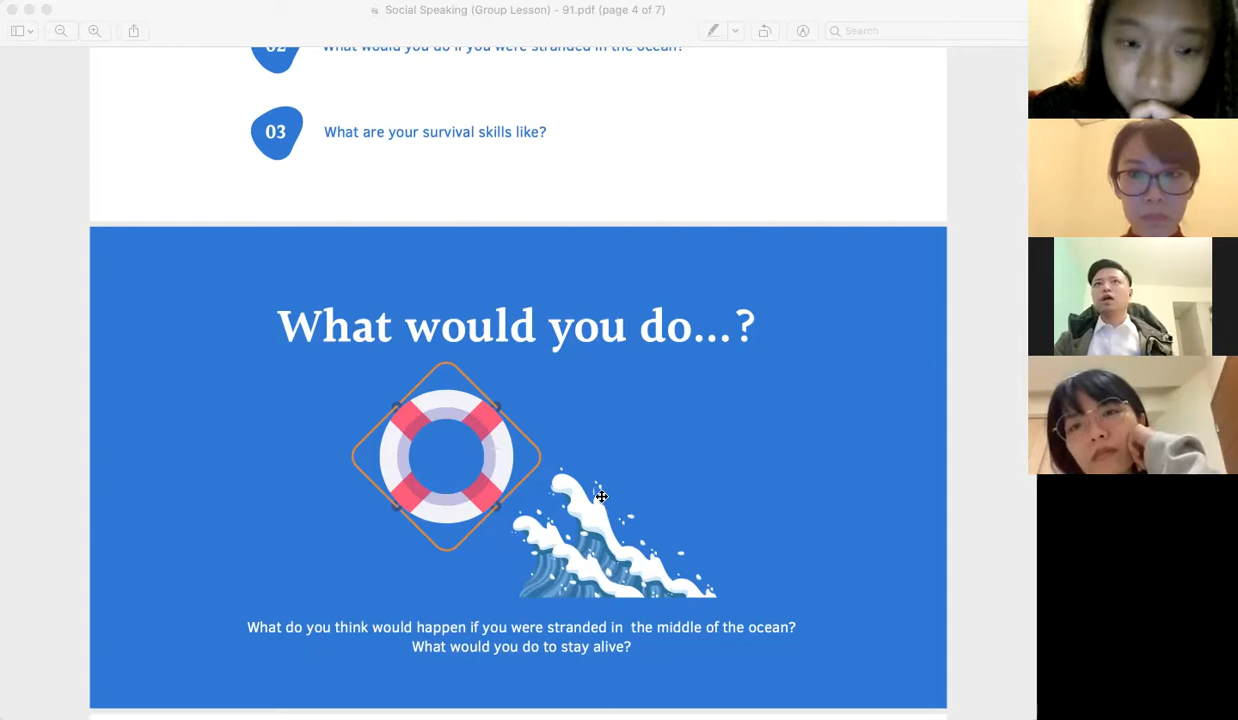 Social Speaking (Group Lesson) - 91.pdf (page 4 of 7)
Search
02 What would you do if you were stranded in the ocean?
03 What are your survival skills like?
What would you do...?
What do you think would happen if you were stranded in the middle of the ocean?
What would you do to stay alive?